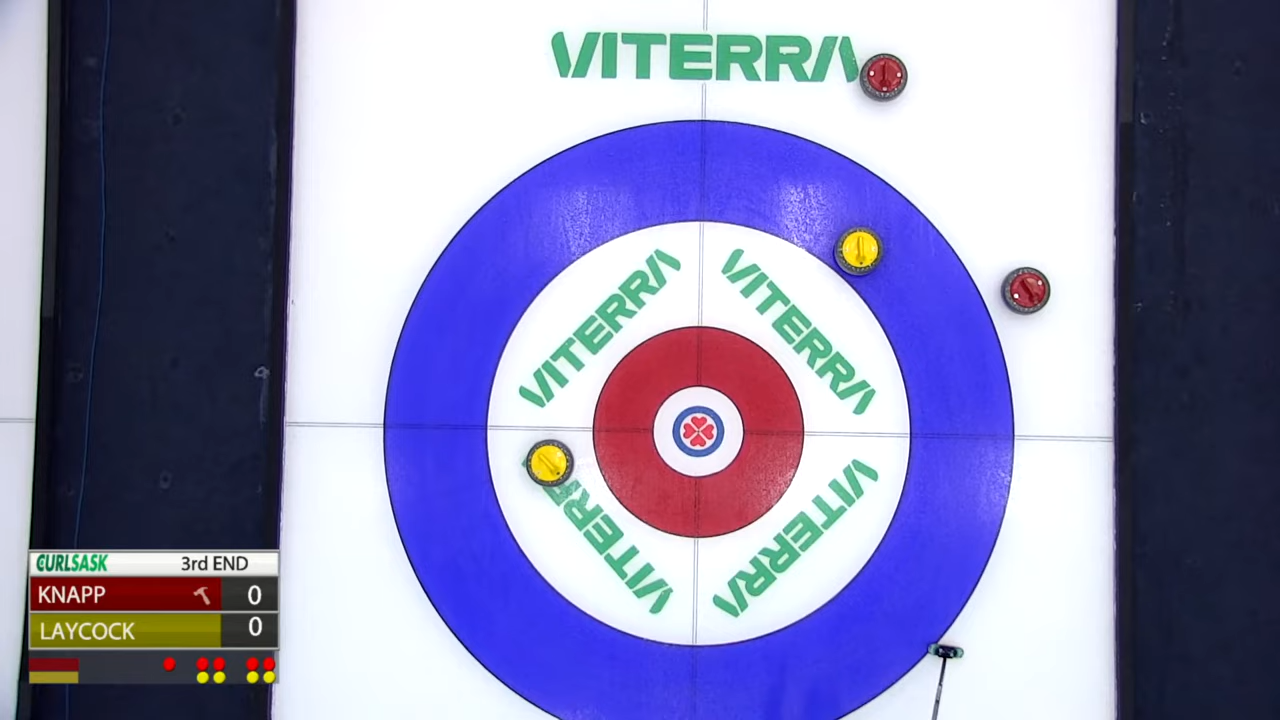 VITERRA
VITERRA
VITERRA
VITERRA
VITERRA
CURLSASK 3rd END
KNAPP 0
LAYCOCK 0